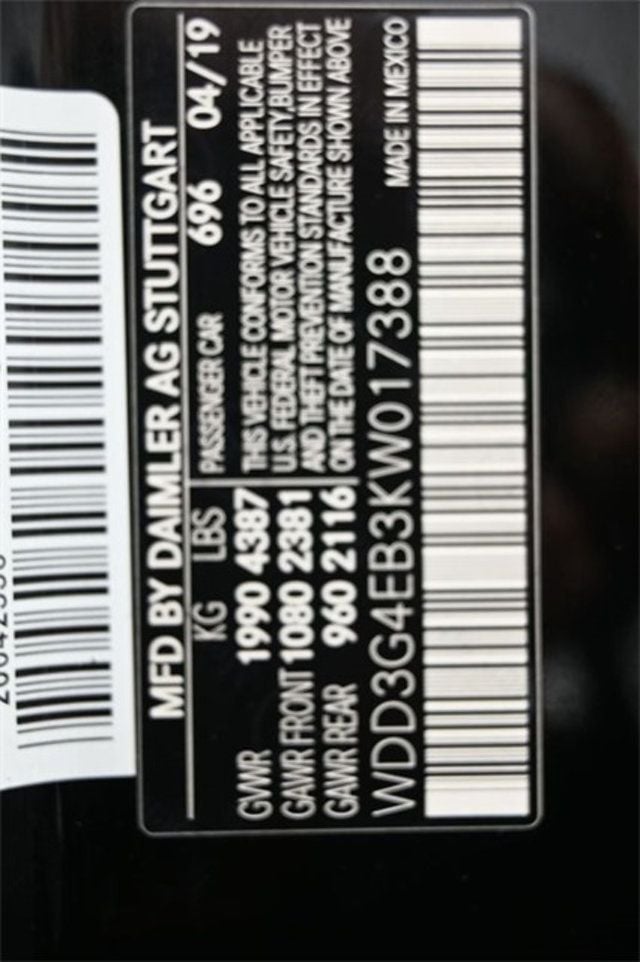 MFD BY DAIMLER AG STUTTGART
KG LBS PASSENGER CAR 696 04/19
GVWR 1990 4387 THIS VEHICLE CONFORMS TO ALL APPLICABLE
GAWR FRONT 1080 2381 U.S. FEDERAL MOTOR VEHICLE SAFETY,BUMPER
AND THEFT PREVENTION STANDARDS IN EFFECT
GAWR REAR 960 2116 ON THE DATE OF MANUFACTURE SHOWN ABOVE
WDD3G4EB3KW017388 MADE IN MEXICO